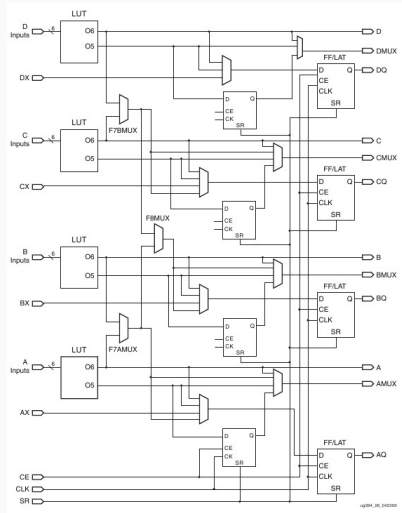 LUT
D
Inputs
6
O6
O5
D
DMUX
FF/LAT
D
Q
DQ
CE
CLK
SR
DX
D
Q
CE
CK
SR
F7BMUX
LUT
C
Inputs
6
O6
O5
C
CMUX
FF/LAT
D
Q
CQ
CE
CLK
SR
CX
D
Q
CE
CK
SR
F8MUX
LUT
B
Inputs
6
O6
O5
B
BMUX
FF/LAT
D
Q
BQ
CE
CLK
SR
BX
D
Q
CE
CK
SR
F7AMUX
LUT
A
Inputs
6
O6
O5
A
AMUX
FF/LAT
D
Q
AQ
CE
CLK
SR
AX
D
Q
CE
CK
SR
CE
CLK
SR